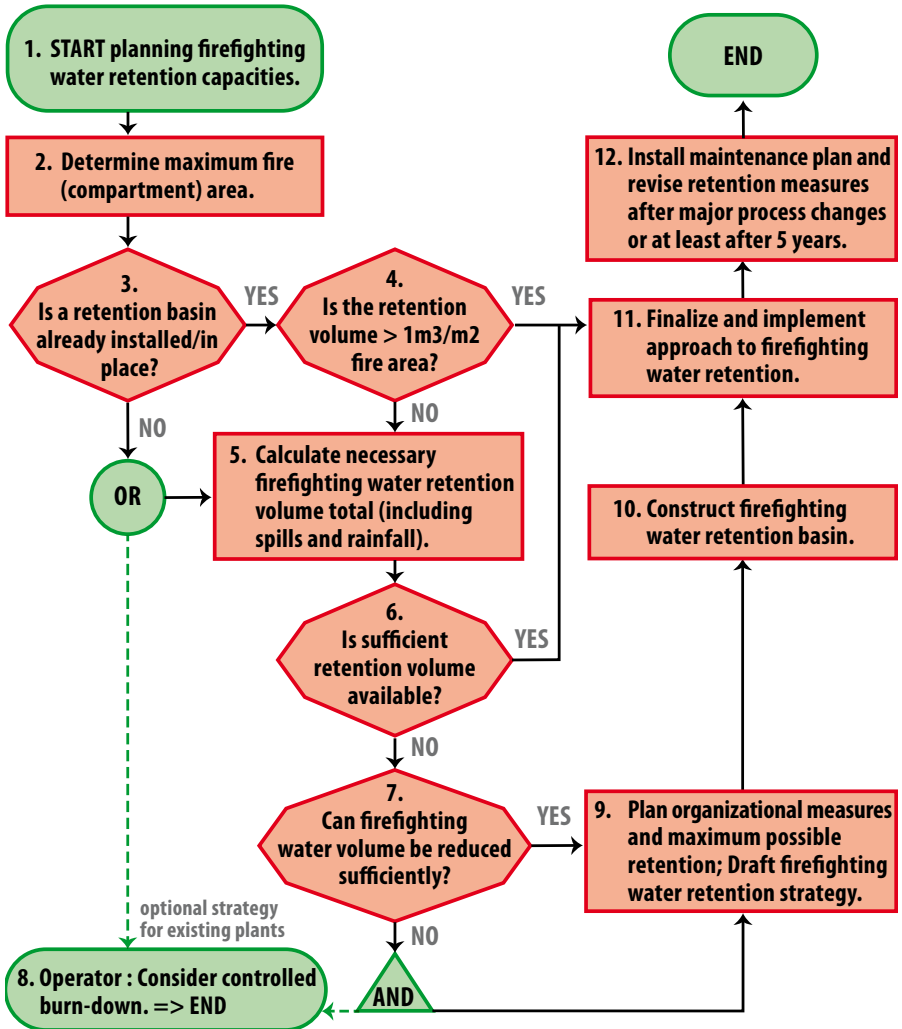 1. START planning firefighting
water retention capacities.
2. Determine maximum fire
(compartment) area.
3.
Is a retention basin
already installed/in
place?
YES
NO
4.
Is the retention
volume > 1m3/m2
fire area?
YES
NO
OR
5. Calculate necessary
firefighting water retention
volume total (including
spills and rainfall).
6.
Is sufficient
retention volume
available?
YES
NO
7.
Can firefighting
water volume be reduced
sufficiently?
YES
NO
optional strategy
for existing plants
8. Operator : Consider controlled
burn-down. => END
AND
9. Plan organizational measures
and maximum possible
retention; Draft firefighting
water retention strategy.
10. Construct firefighting
water retention basin.
11. Finalize and implement
approach to firefighting
water retention.
12. Install maintenance plan and
revise retention measures
after major process changes
or at least after 5 years.
END